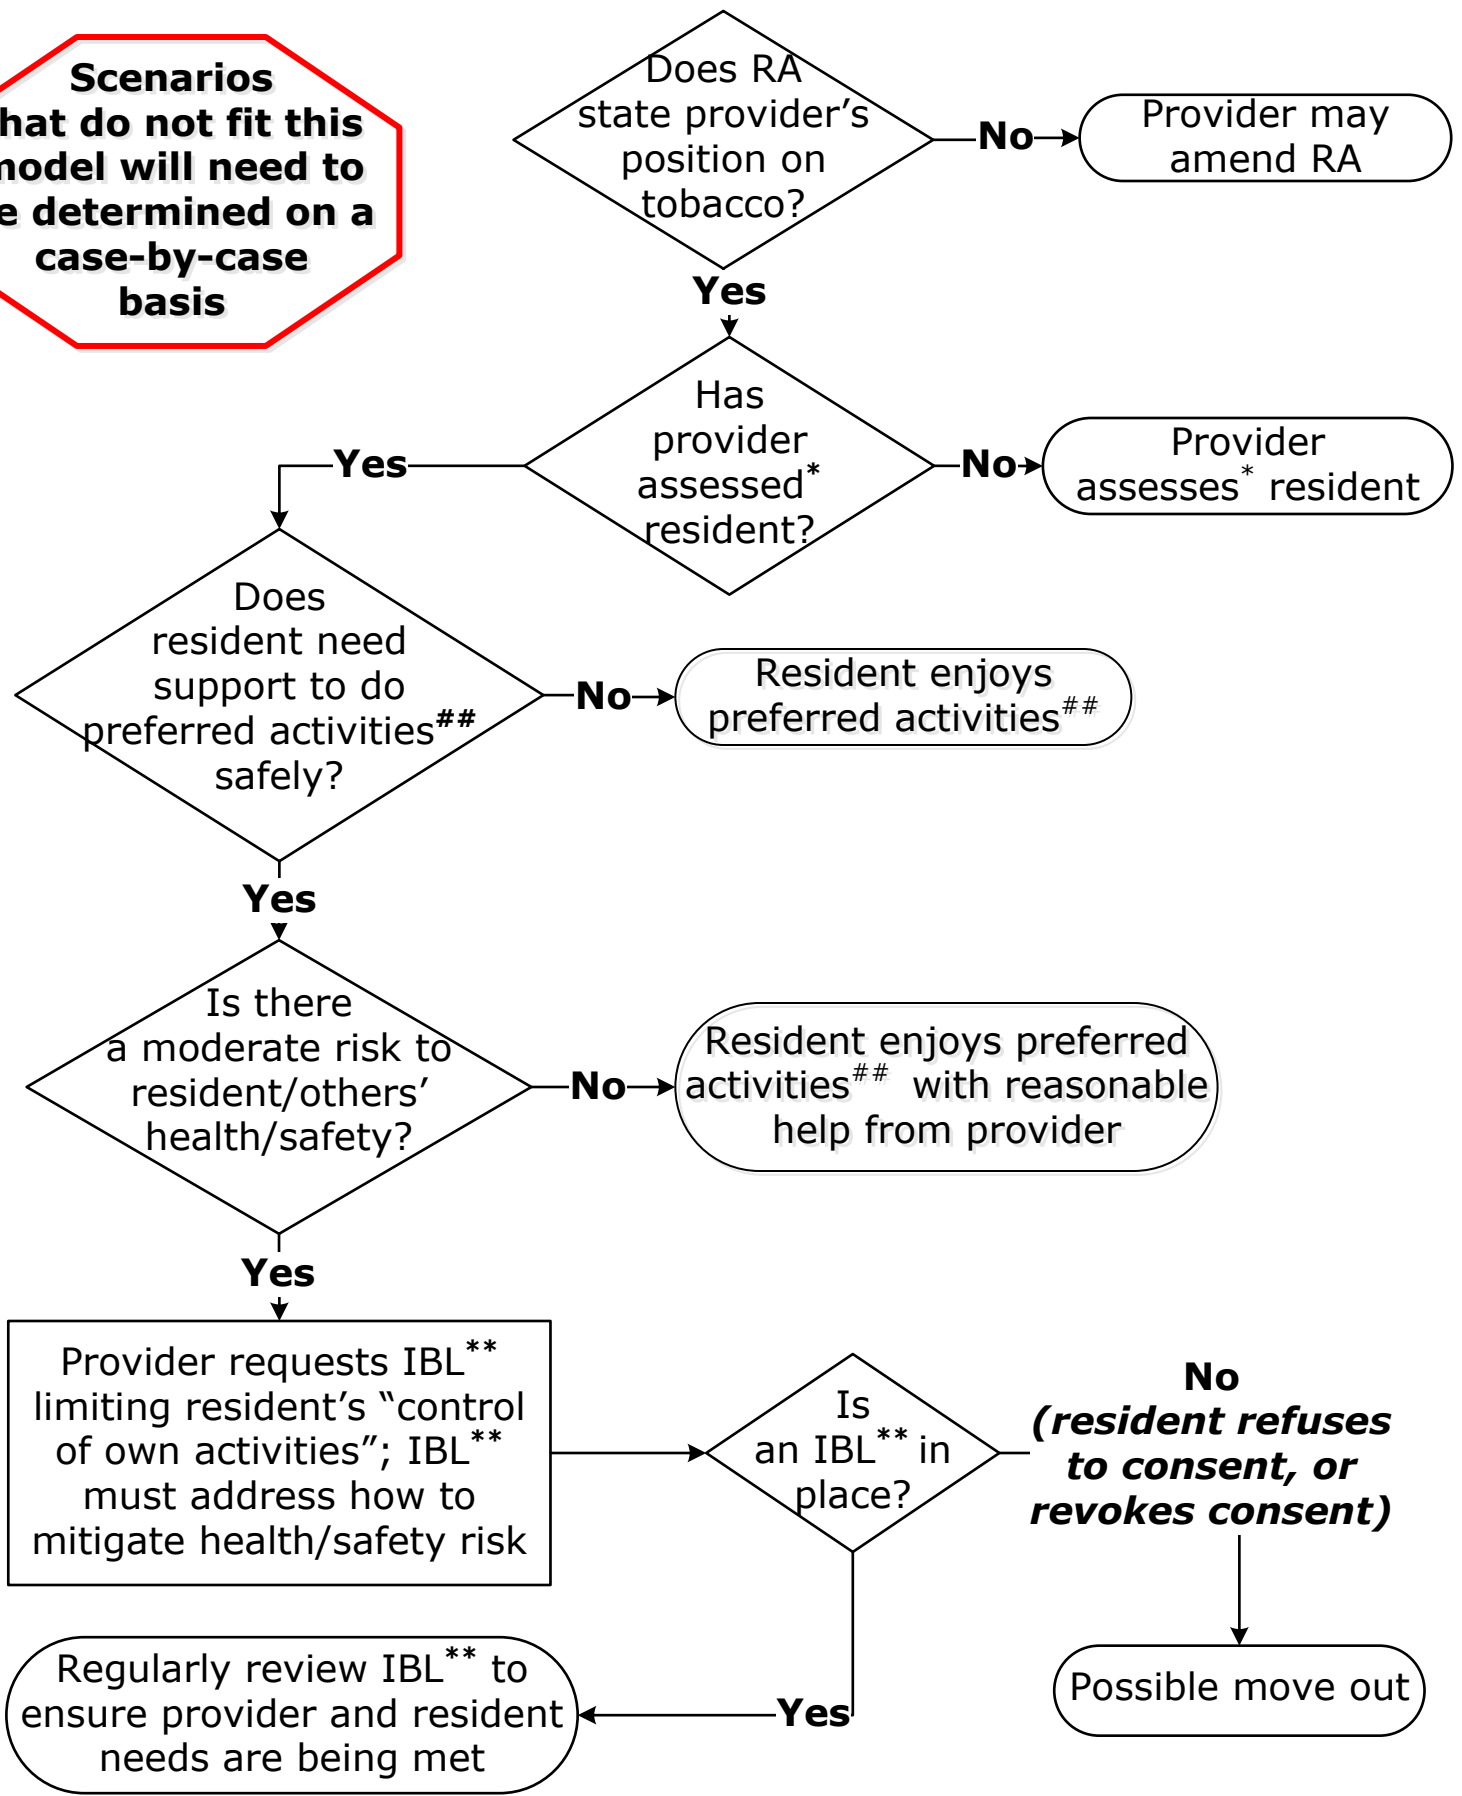 Scenarios
hat do not fit this
model will need to
e determined on a
case-by-case
basis
Does RA
state provider's
position on
tobacco?
No
Provider may
amend RA
Yes
Has
provider
assessed*
resident?
No
Provider
assesses* resident
Yes
Does
resident need
support to do
preferred activities##
safely?
No
Resident enjoys
preferred activities##
Yes
Is there
a moderate risk to
resident/others'
health/safety?
No
Resident enjoys preferred
activities## with reasonable
help from provider
Yes
Provider requests IBL**
limiting resident's “control
of own activities”; IBL**
must address how to
mitigate health/safety risk
Is
an IBL** in
place?
No
(resident refuses
to consent, or
revokes consent)
Possible move out
Yes
Regularly review IBL** to
ensure provider and resident
needs are being met